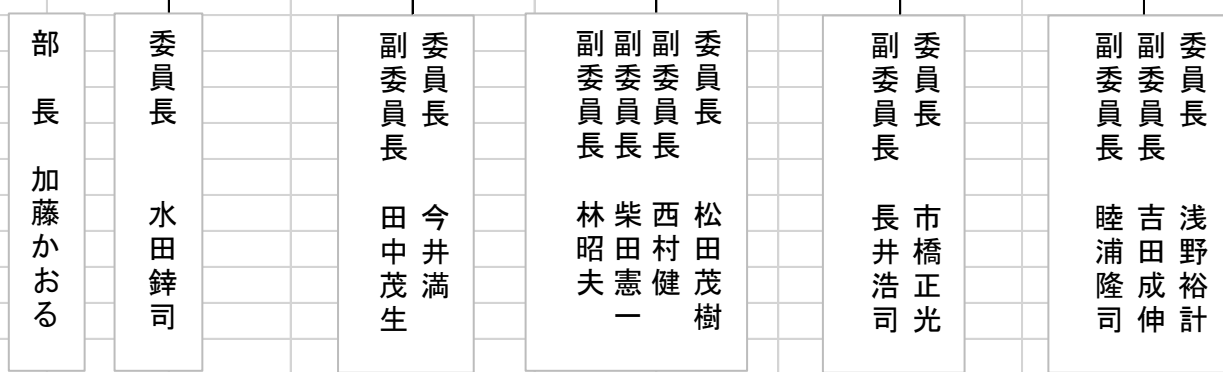 委員長 浅野裕計
副委員長 吉田成伸
副委員長 睦浦隆司
委員長 市橋正光
副委員長 長井浩司
委員長 松田茂樹
副委員長 西村健
副委員長 柴田憲一
副委員長 林昭夫
委員長 今井満
副委員長 田中茂生
委員長 水田鋅司
部長 加藤かおる